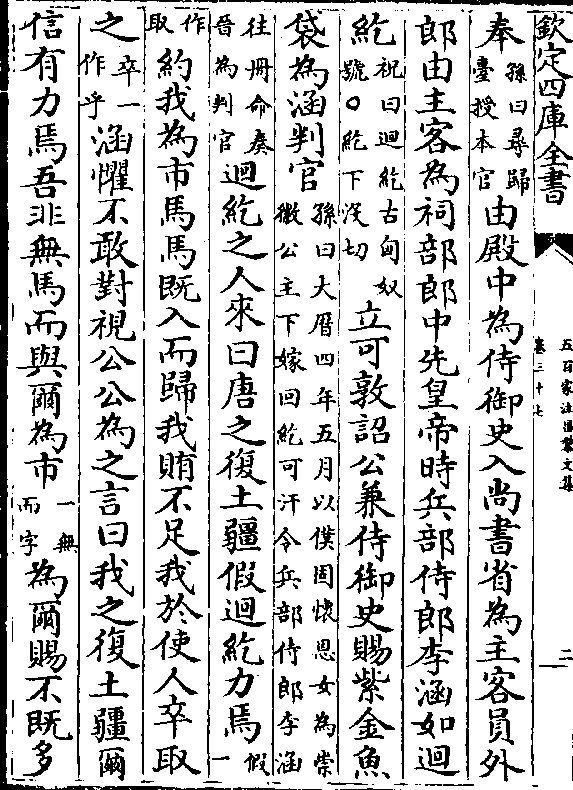 欽定四庫全書
五百家注昌黎文集
卷三十七
二
奉孫曰尋歸臺授本官由殿中為侍御史入尚書省為主客員外
郎由主客為祠部郎中先皇帝時兵部侍郎李涵如迴
紇祝曰迴紇古匈奴號〇紇下沒切立可敦詔公兼侍御史賜紫金魚
袋為涵判官孫曰大厯四年五月以僕固懷恩女為崇徽公主下嫁回紇可汗令兵部侍郎李涵
往冊命奏晉為判官迴紇之人來曰唐之復土疆假迴紇力焉假一
作取約我為市馬馬既入而歸我賄不足我於使人卒取
之卒一作乎涵懼不敢對視公公為之言曰我之復土疆爾
信有力焉吾非無馬而與爾為市一無而字為爾賜不既多